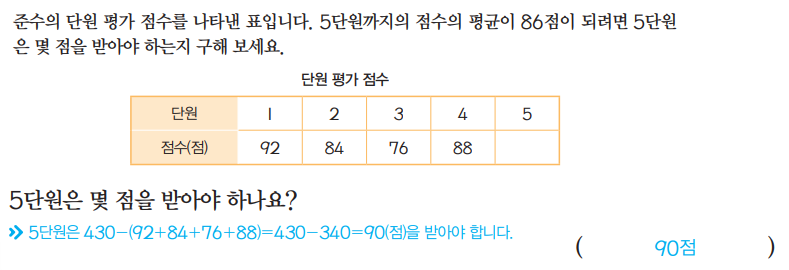 준수의 단원 평가 점수를 나타낸 표입니다. 5단원까지의 점수의 평균이 86점이 되려면 5단원
은 몇 점을 받아야 하는지 구해 보세요.
단원 평가 점수
단원 1 2 3 4 5
점수(점) 92 84 76 88
5단원은 몇 점을 받아야 하나요?
≫ 5단원은 430-(92+84+76+88)=430-340=90(점)을 받아야 합니다.
( 90점 )